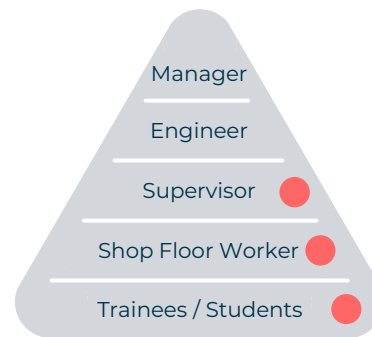 Manager
Engineer
Supervisor
Shop Floor Worker
Trainees / Students